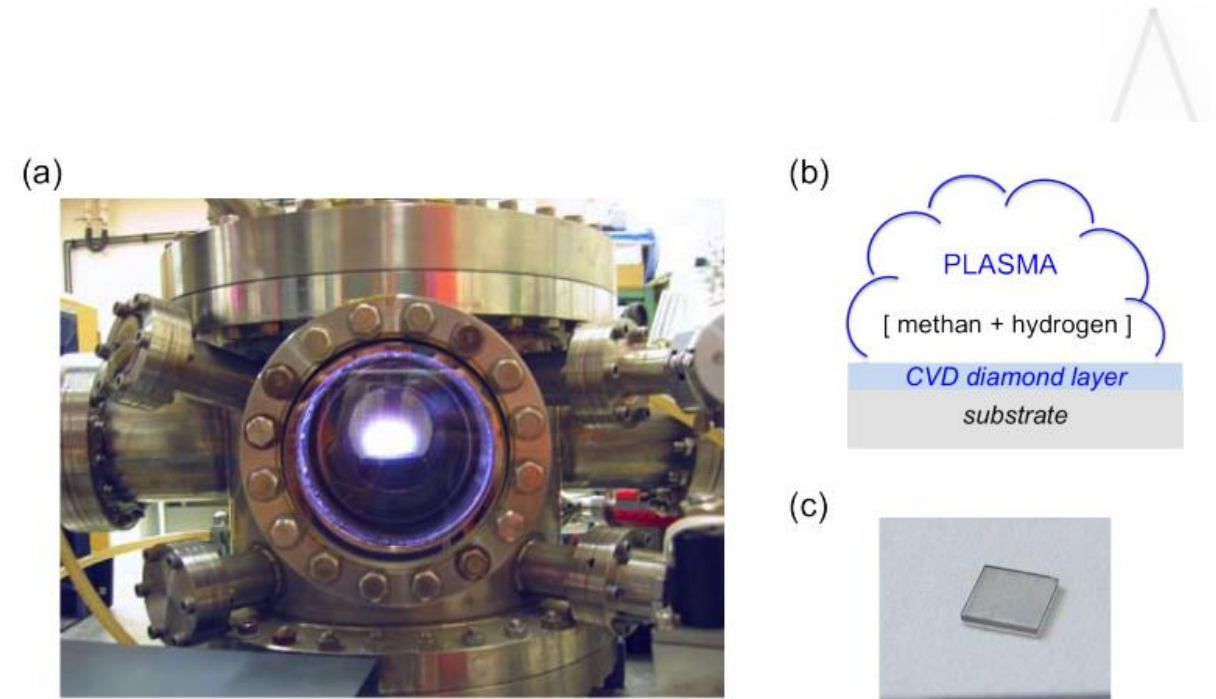 (a)
(b)
PLASMA
[ methan + hydrogen ]
CVD diamond layer
substrate
(c)